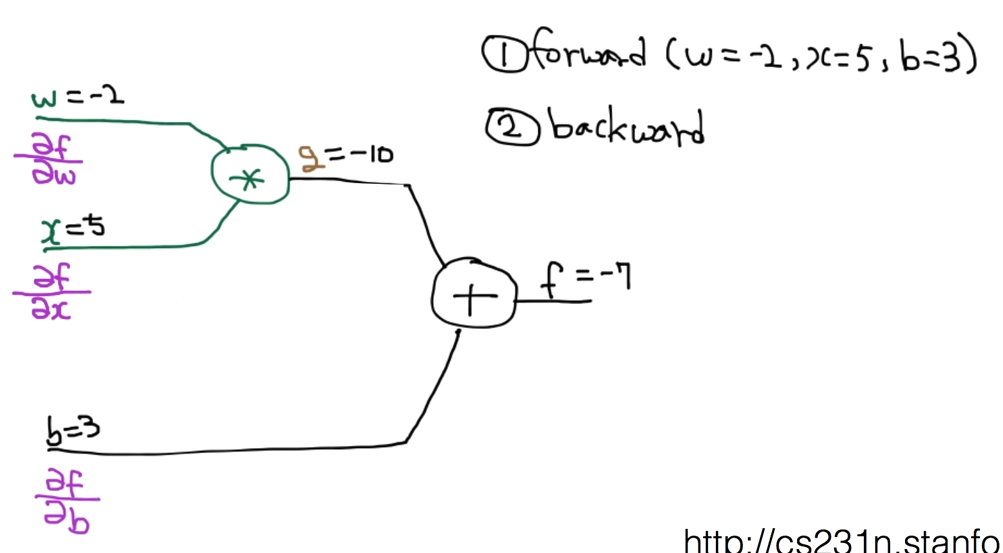 ① forward (w=-2, x=5, b=3)
② backward
w=-2
∂f
∂w
*
g=-10
x=5
∂f
∂x
+
f=-7
b=3
∂f
∂b
http://cs231n.stanfo